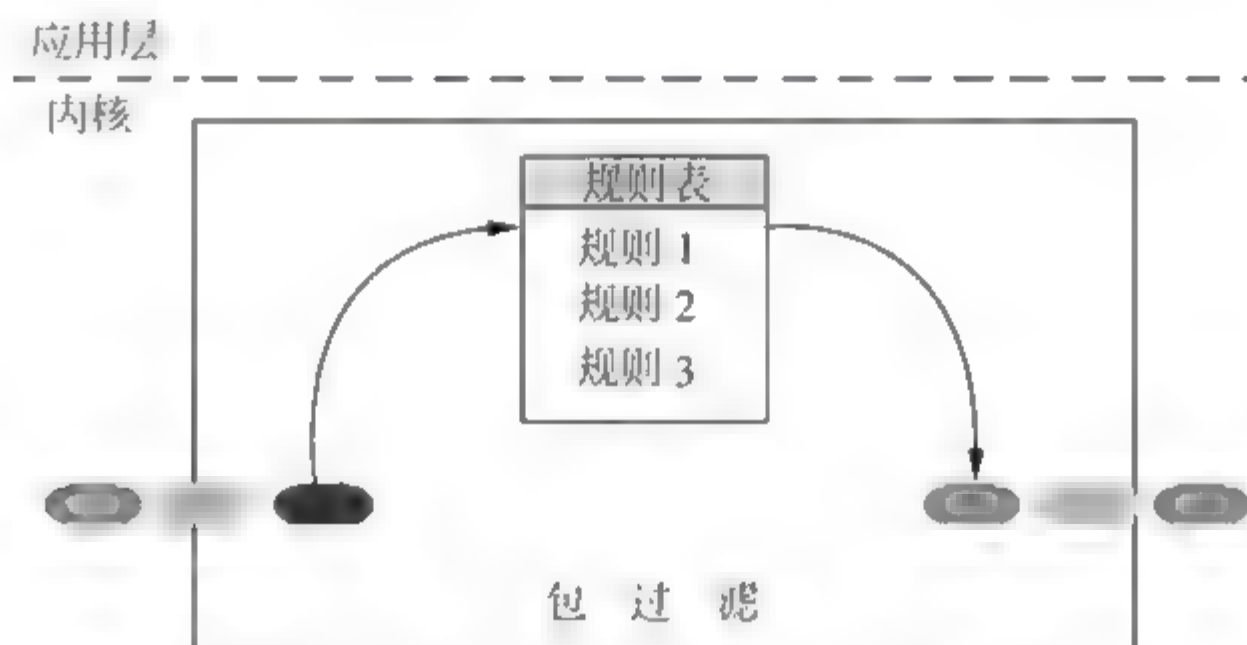 应用层
内核
规则表
规则 1
规则 2
规则 3
包 过 滤